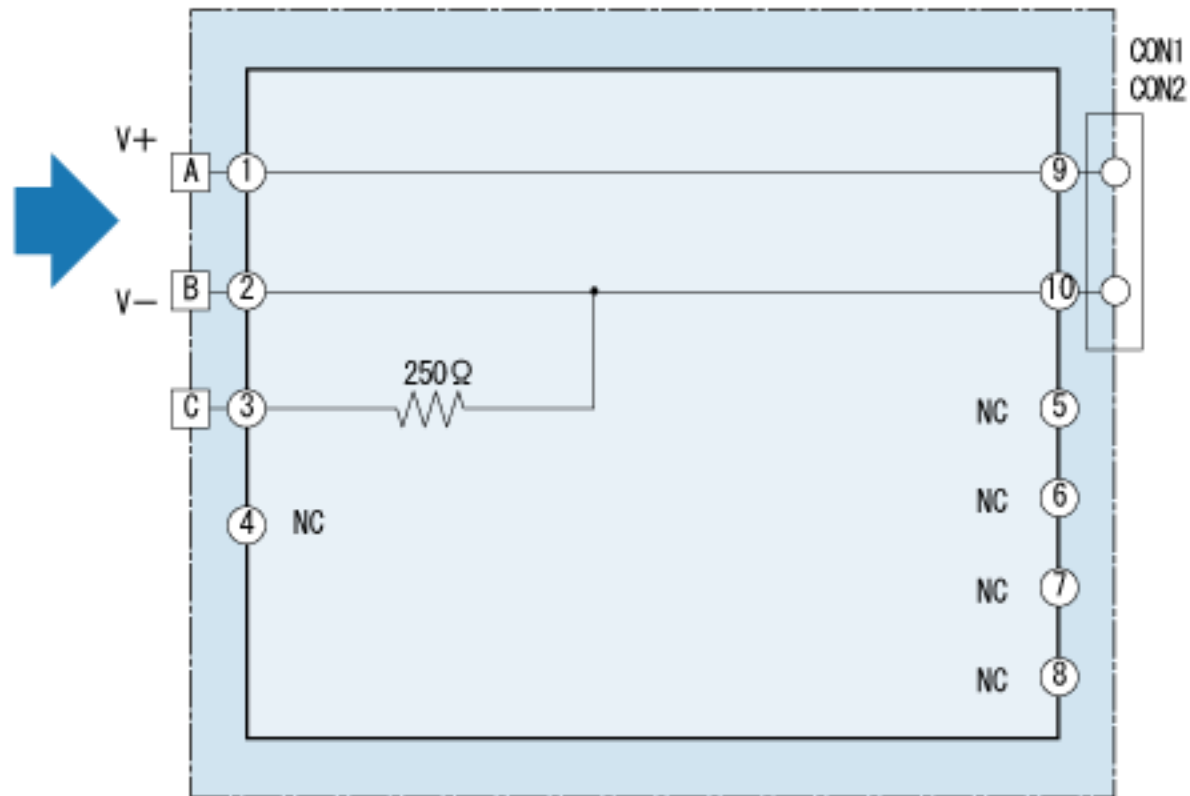 CON1
CON2
V+
A 1 9
V− B 2 10
250Ω
C 3 NC 5
4 NC NC 6
NC 7
NC 8